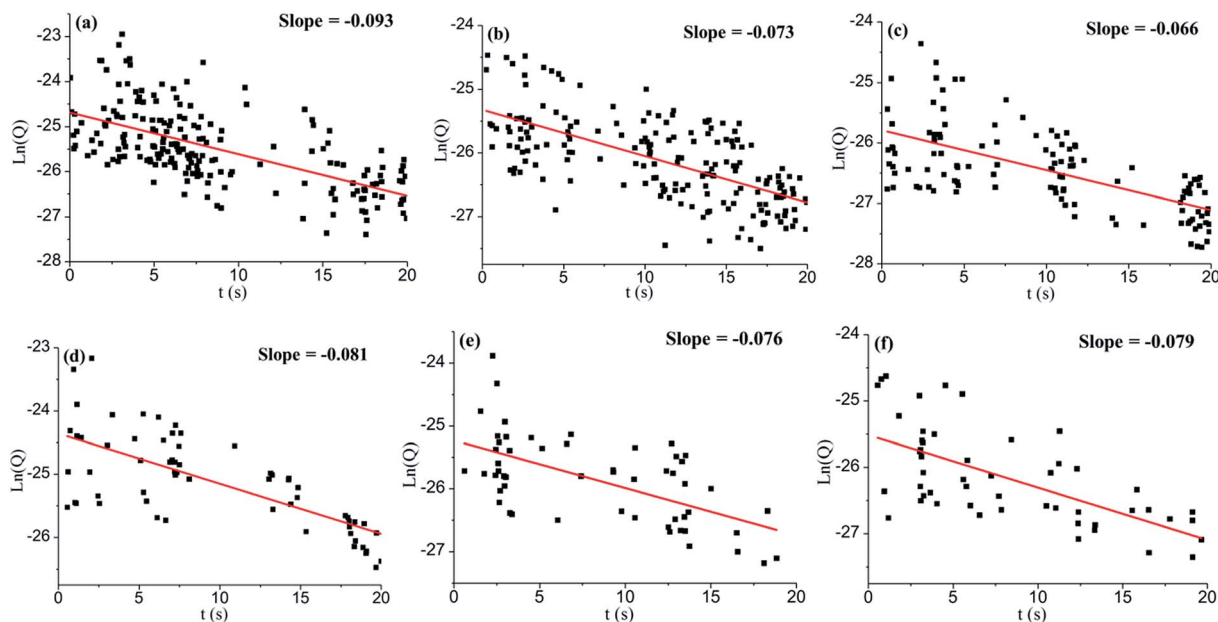 (a) Slope = -0.093
-23
-24
-25
-26
-27
-28
Ln(Q)
0 5 10 15 20
t (s)
(b) Slope = -0.073
-24
-25
-26
-27
Ln(Q)
0 5 10 15 20
t (s)
(c) Slope = -0.066
-24
-25
-26
-27
-28
Ln(Q)
0 5 10 15 20
t (s)
(d) Slope = -0.081
-23
-24
-25
-26
Ln(Q)
0 5 10 15 20
t (s)
(e) Slope = -0.076
-24
-25
-26
-27
Ln(Q)
0 5 10 15 20
t (s)
(f) Slope = -0.079
-24
-25
-26
-27
Ln(Q)
0 5 10 15 20
t (s)